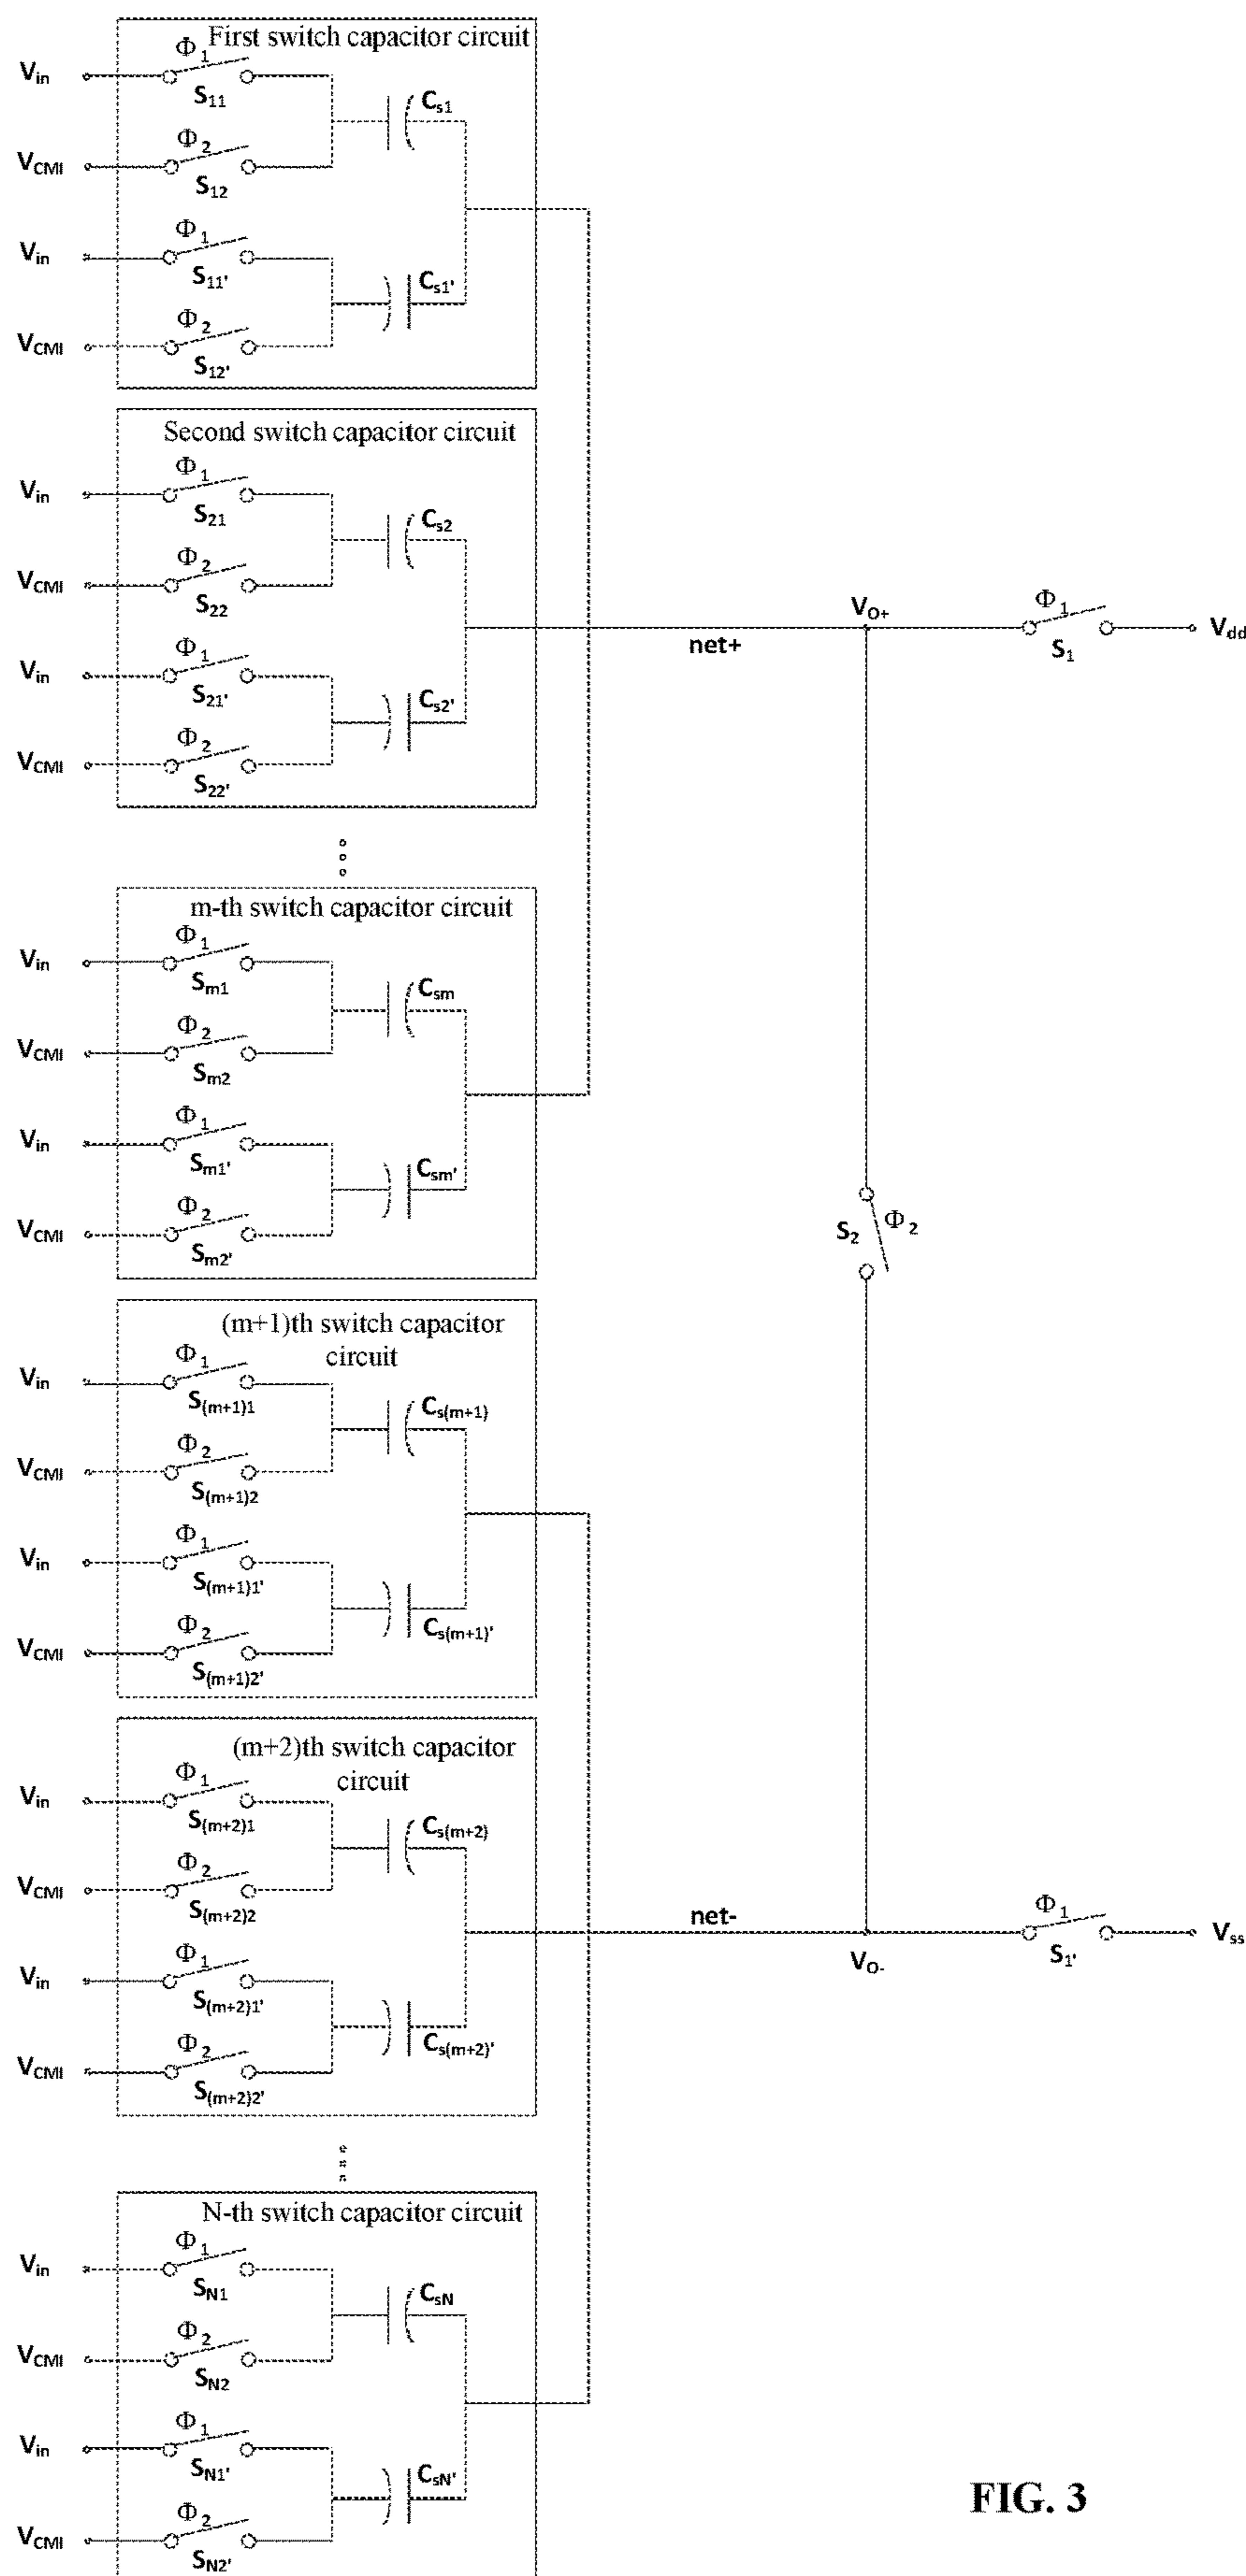 First switch capacitor circuit
Φ1
Vin
S11
Cs1
Φ2
VCMI
S12
Φ1
Vin
S11'
Cs1'
Φ2
VCMI
S12'
Second switch capacitor circuit
Φ1
Vin
S21
Cs2
Φ2
VCMI
S22
Φ1
Vin
S21'
Cs2'
Φ2
VCMI
S22'
net+
VO+
Φ1
S1
Vdd
m-th switch capacitor circuit
Φ1
Vin
Sm1
Csm
Φ2
VCMI
Sm2
Φ1
Vin
Sm1'
Csm'
Φ2
VCMI
Sm2'
S2
Φ2
(m+1)th switch capacitor
circuit
Φ1
Vin
S(m+1)1
Cs(m+1)
Φ2
VCMI
S(m+1)2
Φ1
Vin
S(m+1)1'
Cs(m+1)'
Φ2
VCMI
S(m+1)2'
(m+2)th switch capacitor
circuit
Φ1
Vin
S(m+2)1
Cs(m+2)
Φ2
VCMI
S(m+2)2
Φ1
Vin
S(m+2)1'
Cs(m+2)'
Φ2
VCMI
S(m+2)2'
net-
VO-
Φ1
S1'
Vss
N-th switch capacitor circuit
Φ1
Vin
SN1
CsN
Φ2
VCMI
SN2
Φ1
Vin
SN1'
CsN'
Φ2
VCMI
SN2'
FIG. 3